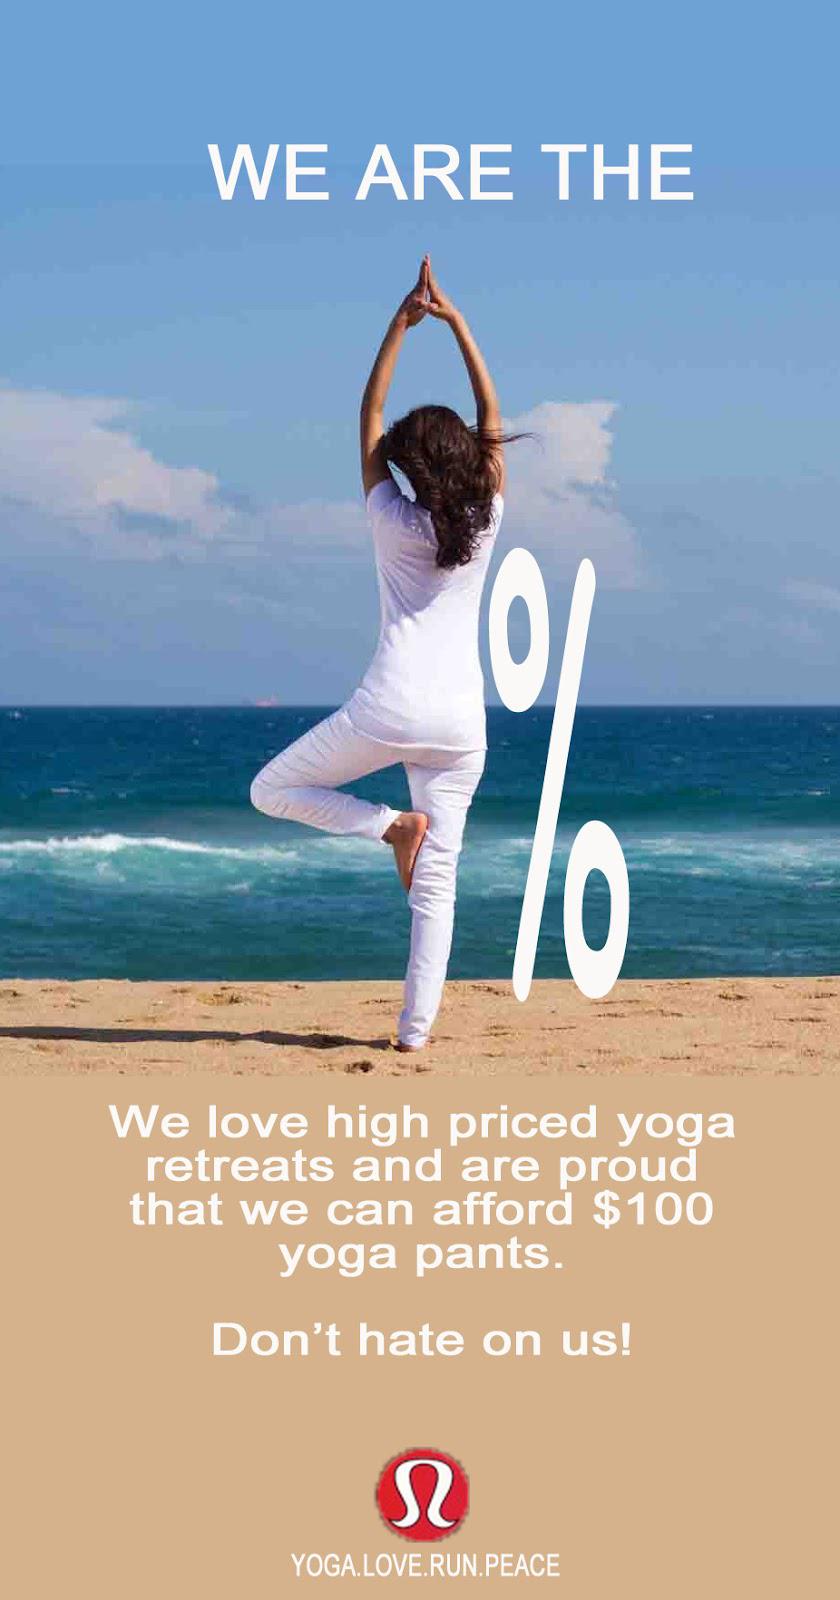 WE ARE THE
%
We love high priced yoga
retreats and are proud
that we can afford $100
yoga pants.
Don’t hate on us!
YOGA.LOVE.RUN.PEACE